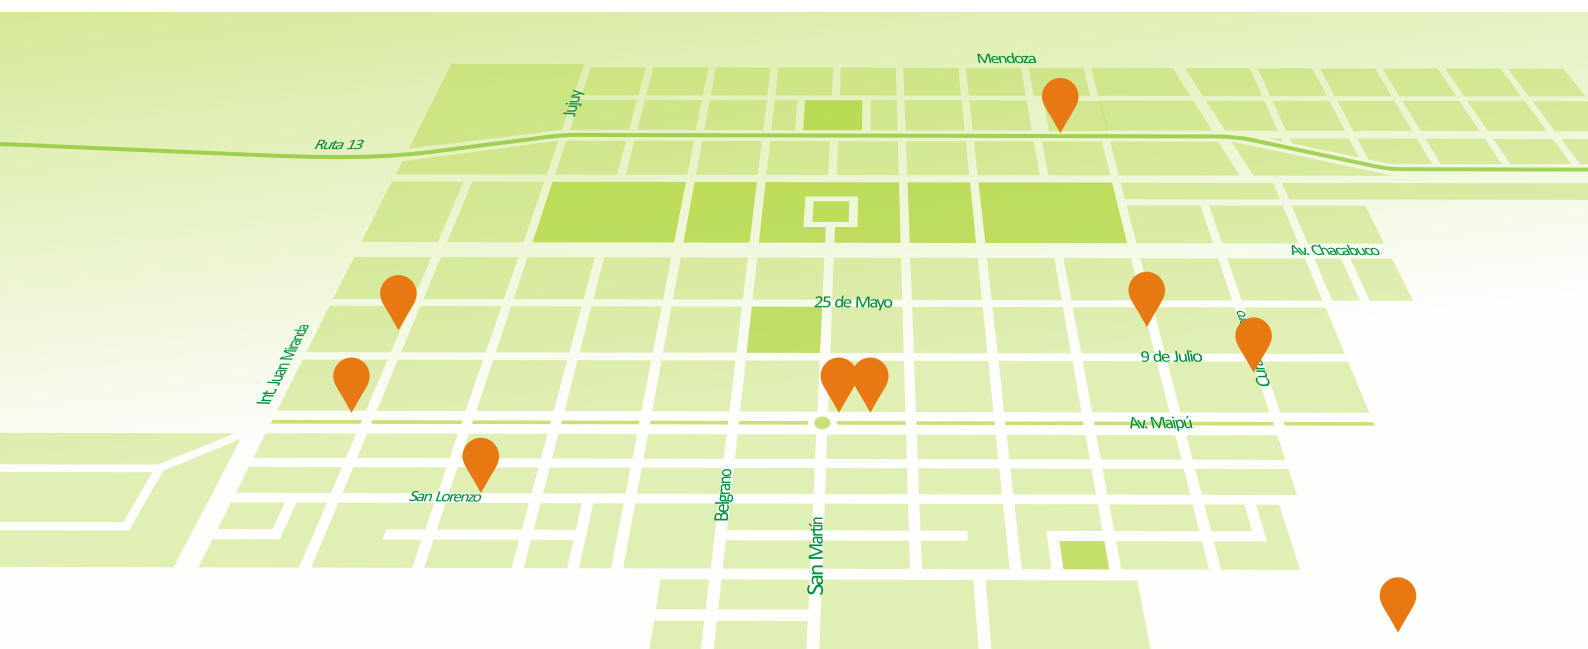 Mendoza
Jujuy
Ruta 13
Av. Chacabuco
25 de Mayo
Int. Juan Miranda
9 de Julio
Av. Maipú
San Lorenzo
Belgrano
San Martín